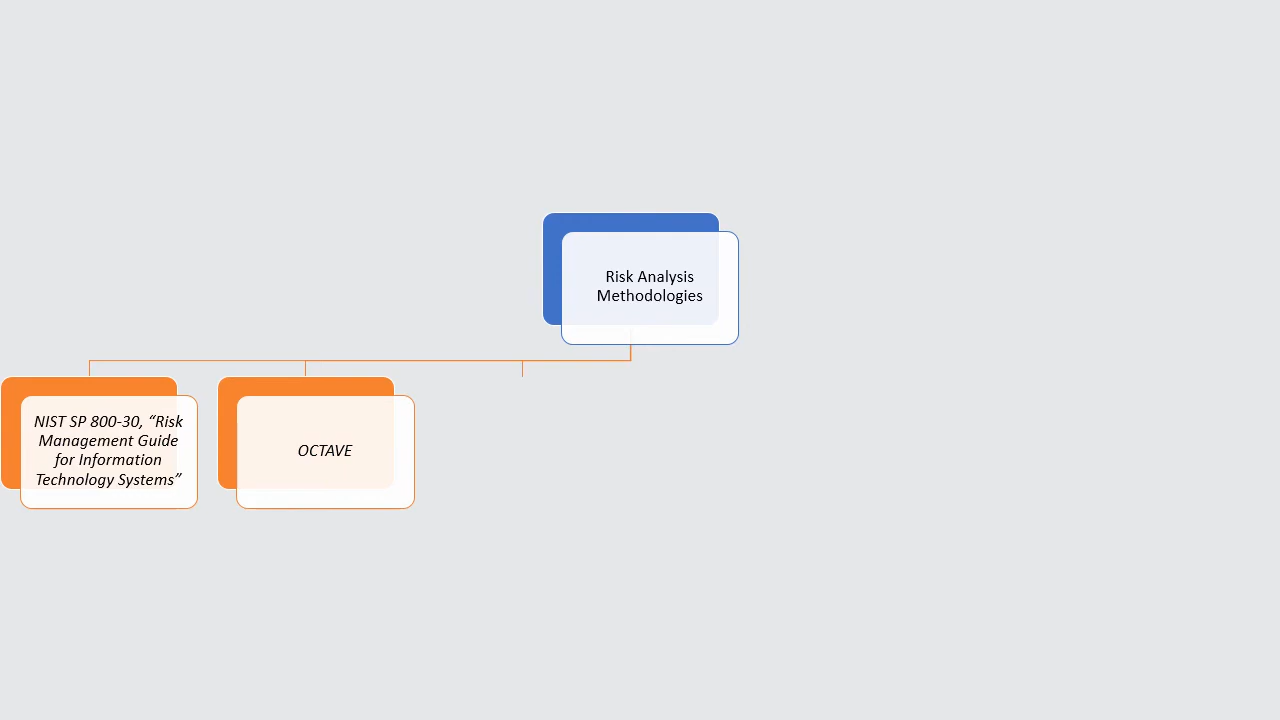 Risk Analysis
Methodologies
NIST SP 800-30, “Risk
Management Guide
for Information
Technology Systems”
OCTAVE